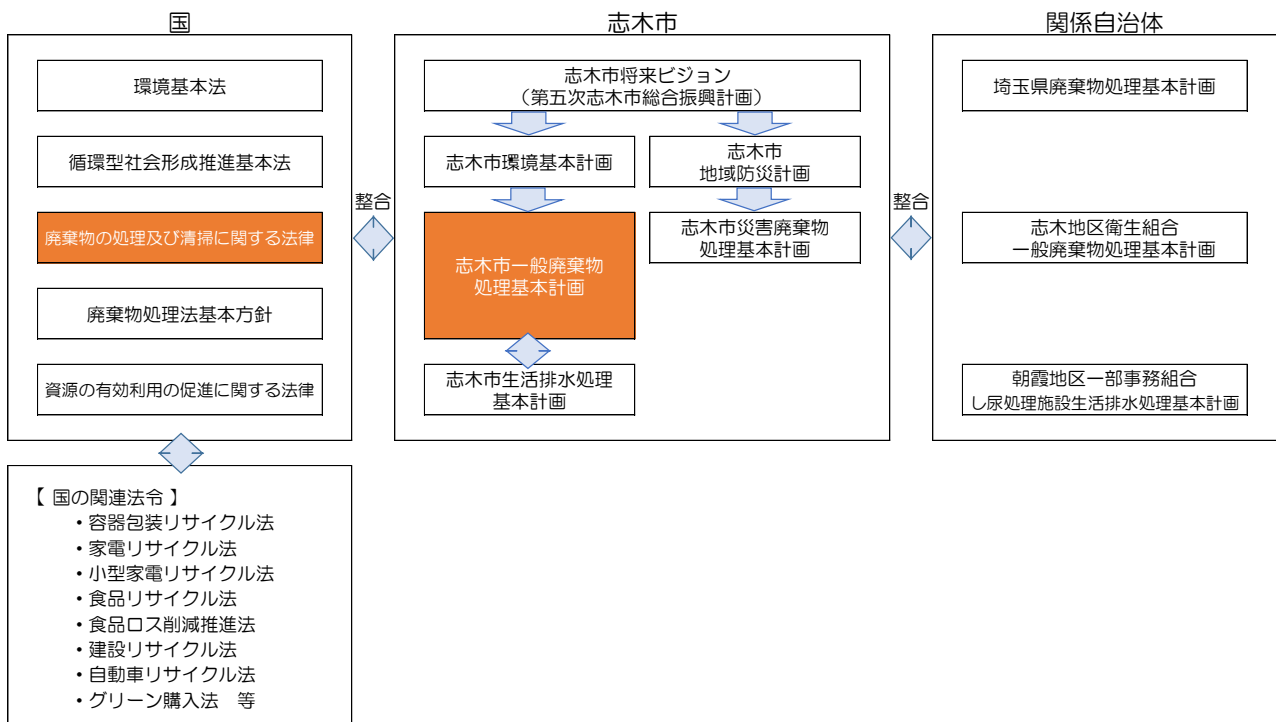 国
環境基本法
循環型社会形成推進基本法
廃棄物の処理及び清掃に関する法律
廃棄物処理法基本方針
資源の有効利用の促進に関する法律
【 国の関連法令 】
・容器包装リサイクル法
・家電リサイクル法
・小型家電リサイクル法
・食品リサイクル法
・食品ロス削減推進法
・建設リサイクル法
・自動車リサイクル法
・グリーン購入法　等
整合
志木市
志木市将来ビジョン
（第五次志木市総合振興計画）
志木市環境基本計画
志木市
地域防災計画
志木市一般廃棄物
処理基本計画
志木市災害廃棄物
処理基本計画
志木市生活排水処理
基本計画
整合
関係自治体
埼玉県廃棄物処理基本計画
志木地区衛生組合
一般廃棄物処理基本計画
朝霞地区一部事務組合
し尿処理施設生活排水処理基本計画